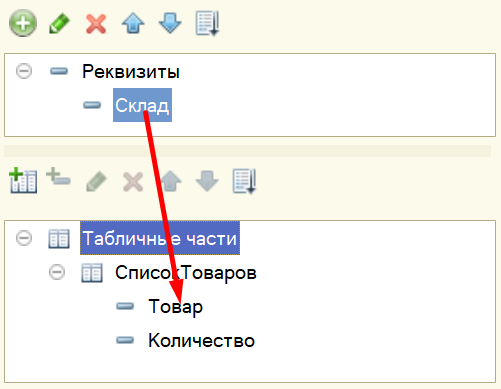 Реквизиты
Склад
Табличные части
СписокТоваров
Товар
Количество